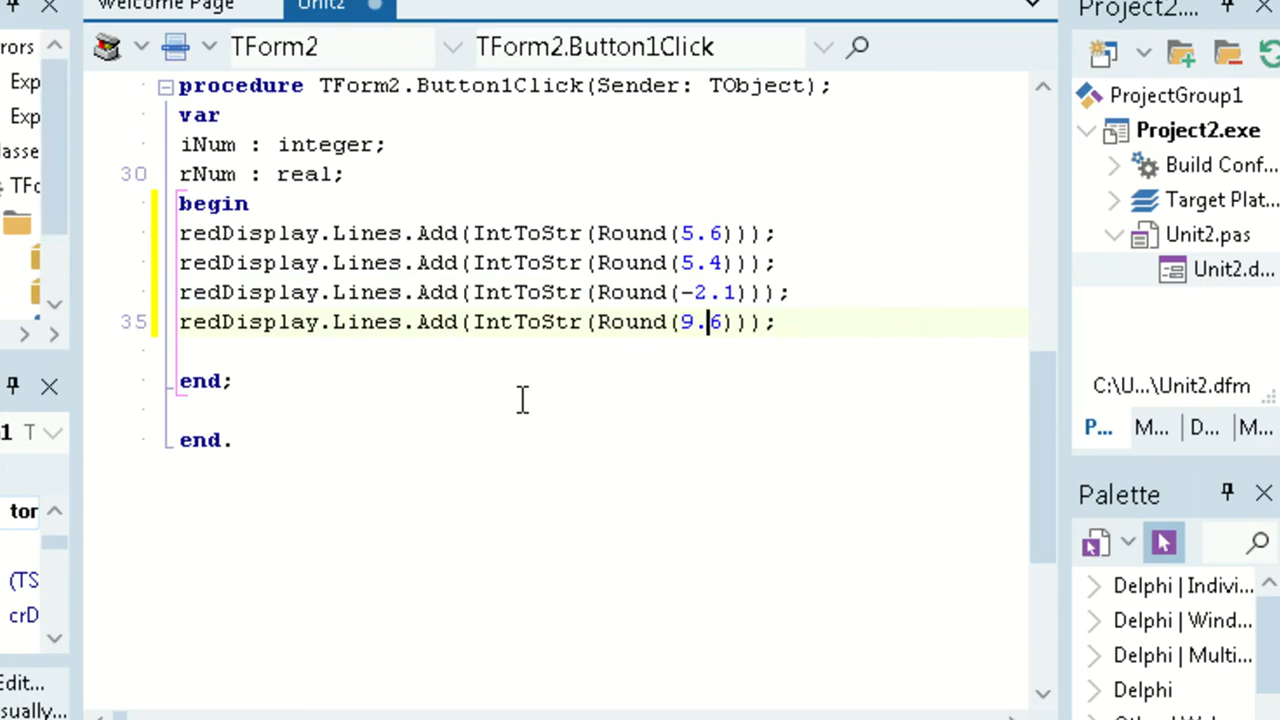 Welcome Page
Unit2
Project2....
TForm2
TForm2.Button1Click
rors
Exp
Exp
lasse
TFo
procedure TForm2.Button1Click(Sender: TObject);
var
iNum : integer;
30 rNum : real;
begin
redDisplay.Lines.Add(IntToStr(Round(5.6)));
redDisplay.Lines.Add(IntToStr(Round(5.4)));
redDisplay.Lines.Add(IntToStr(Round(-2.1)));
35 redDisplay.Lines.Add(IntToStr(Round(9.6)));
end;
end.
ProjectGroup1
Project2.exe
Build Conf...
Target Plat...
Unit2.pas
Unit2.d...
C:\U...\Unit2.dfm
P... M... D... M...
1 T
tor
(TS
crD
Edit...
sually...
Palette
Delphi | Indivi...
Delphi | Wind...
Delphi | Multi...
Delphi